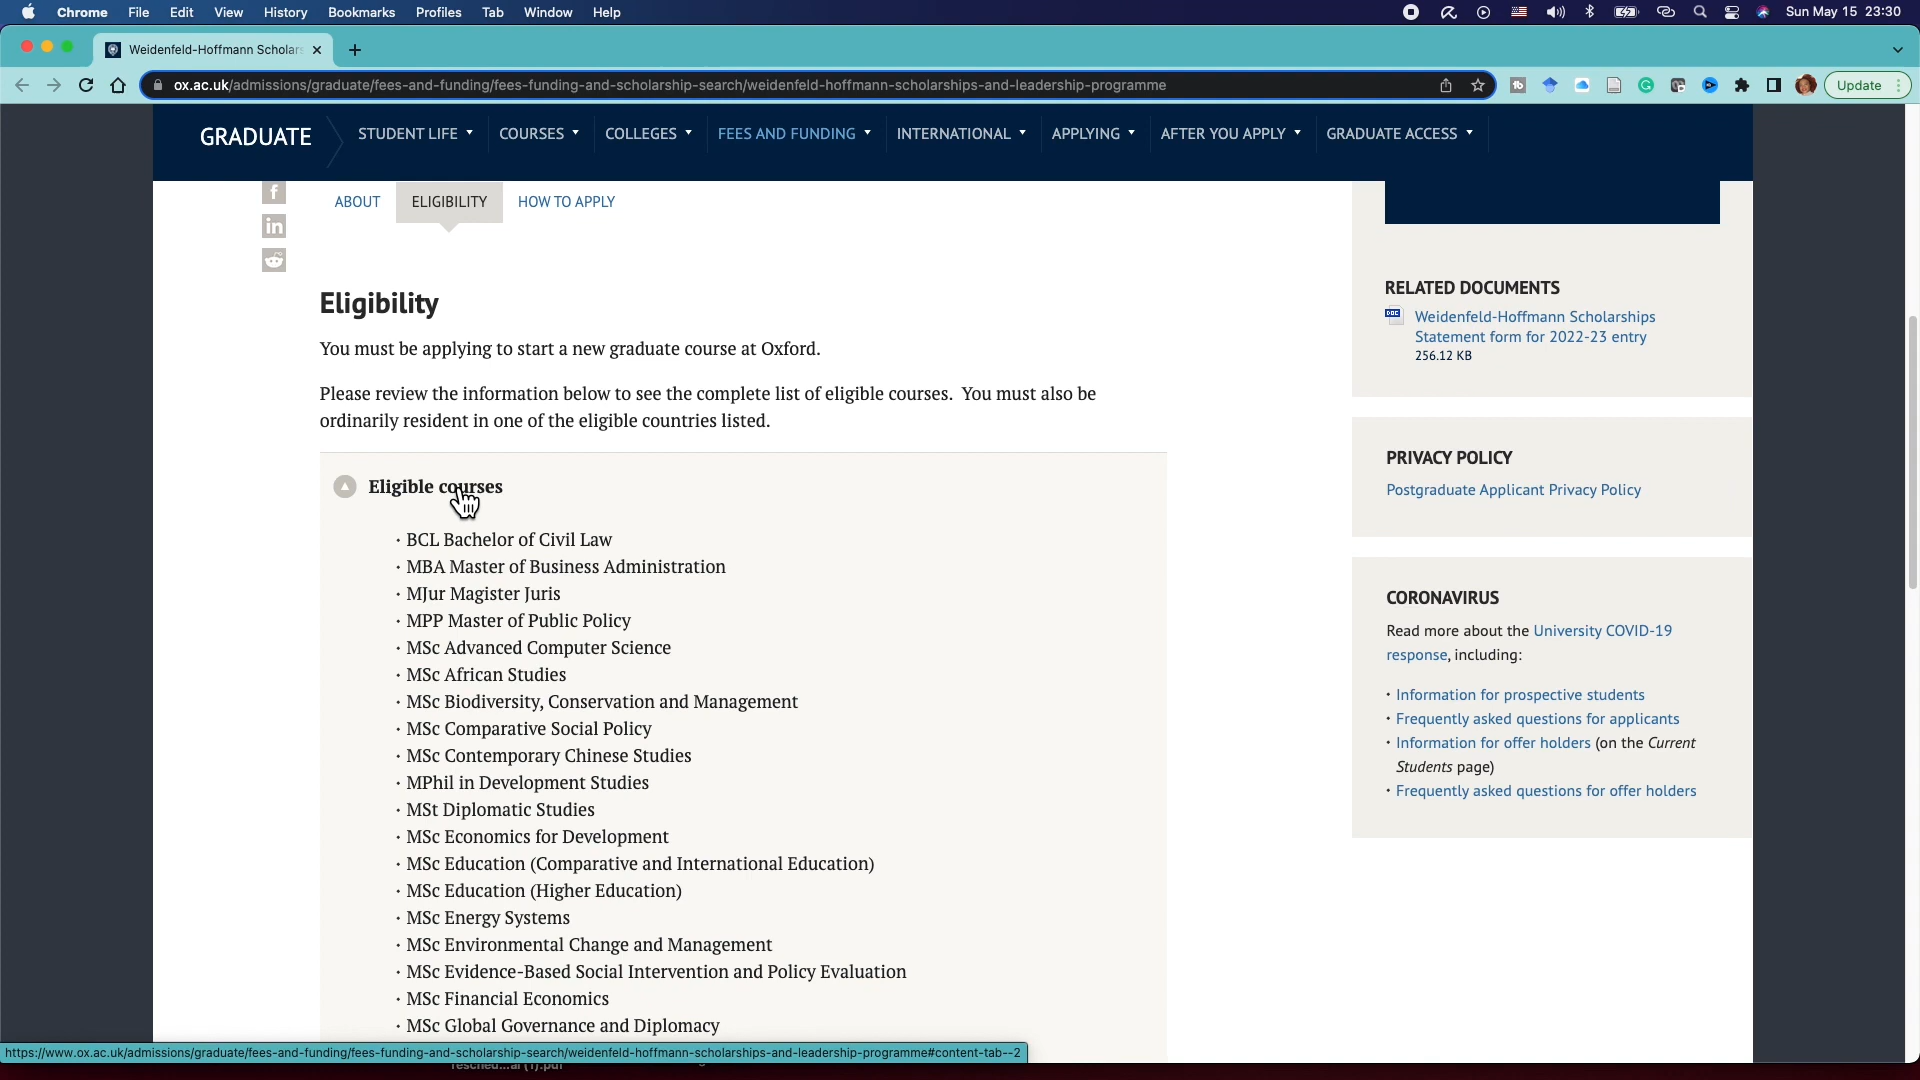 Chrome File Edit View History Bookmarks Profiles Tab Window Help Sun May 15 23:30
Weidenfeld-Hoffmann Scholars
ox.ac.uk/admissions/graduate/fees-and-funding/fees-funding-and-scholarship-search/weidenfeld-hoffmann-scholarships-and-leadership-programme Update
GRADUATE STUDENT LIFE COURSES COLLEGES FEES AND FUNDING INTERNATIONAL APPLYING AFTER YOU APPLY GRADUATE ACCESS
ABOUT ELIGIBILITY HOW TO APPLY
Eligibility
You must be applying to start a new graduate course at Oxford.
Please review the information below to see the complete list of eligible courses. You must also be
ordinarily resident in one of the eligible countries listed.
Eligible courses
· BCL Bachelor of Civil Law
· MBA Master of Business Administration
· MJur Magister Juris
· MPP Master of Public Policy
· MSc Advanced Computer Science
· MSc African Studies
· MSc Biodiversity, Conservation and Management
· MSc Comparative Social Policy
· MSc Contemporary Chinese Studies
· MPhil in Development Studies
· MSt Diplomatic Studies
· MSc Economics for Development
· MSc Education (Comparative and International Education)
· MSc Education (Higher Education)
· MSc Energy Systems
· MSc Environmental Change and Management
· MSc Evidence-Based Social Intervention and Policy Evaluation
· MSc Financial Economics
· MSc Global Governance and Diplomacy
RELATED DOCUMENTS
DOC Weidenfeld-Hoffmann Scholarships
Statement form for 2022-23 entry
256.12 KB
PRIVACY POLICY
Postgraduate Applicant Privacy Policy
CORONAVIRUS
Read more about the University COVID-19
response, including:
· Information for prospective students
· Frequently asked questions for applicants
· Information for offer holders (on the Current
Students page)
· Frequently asked questions for offer holders
https://www.ox.ac.uk/admissions/graduate/fees-and-funding/fees-funding-and-scholarship-search/weidenfeld-hoffmann-scholarships-and-leadership-programme#content-tab--2